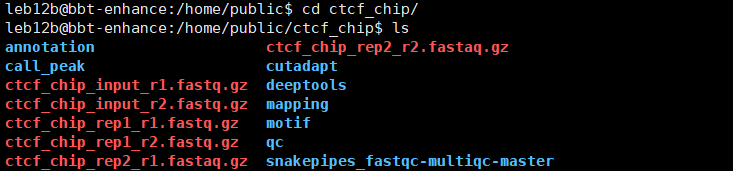 leb12b@bbt-enhance:/home/public$ cd ctcf_chip/
leb12b@bbt-enhance:/home/public/ctcf_chip$ ls
annotation ctcf_chip_rep2_r2.fastaq.gz
call_peak cutadapt
ctcf_chip_input_r1.fastq.gz deeptools
ctcf_chip_input_r2.fastq.gz mapping
ctcf_chip_rep1_r1.fastq.gz motif
ctcf_chip_rep1_r2.fastq.gz qc
ctcf_chip_rep2_r1.fastaq.gz snakepipes_fastqc-multiqc-master